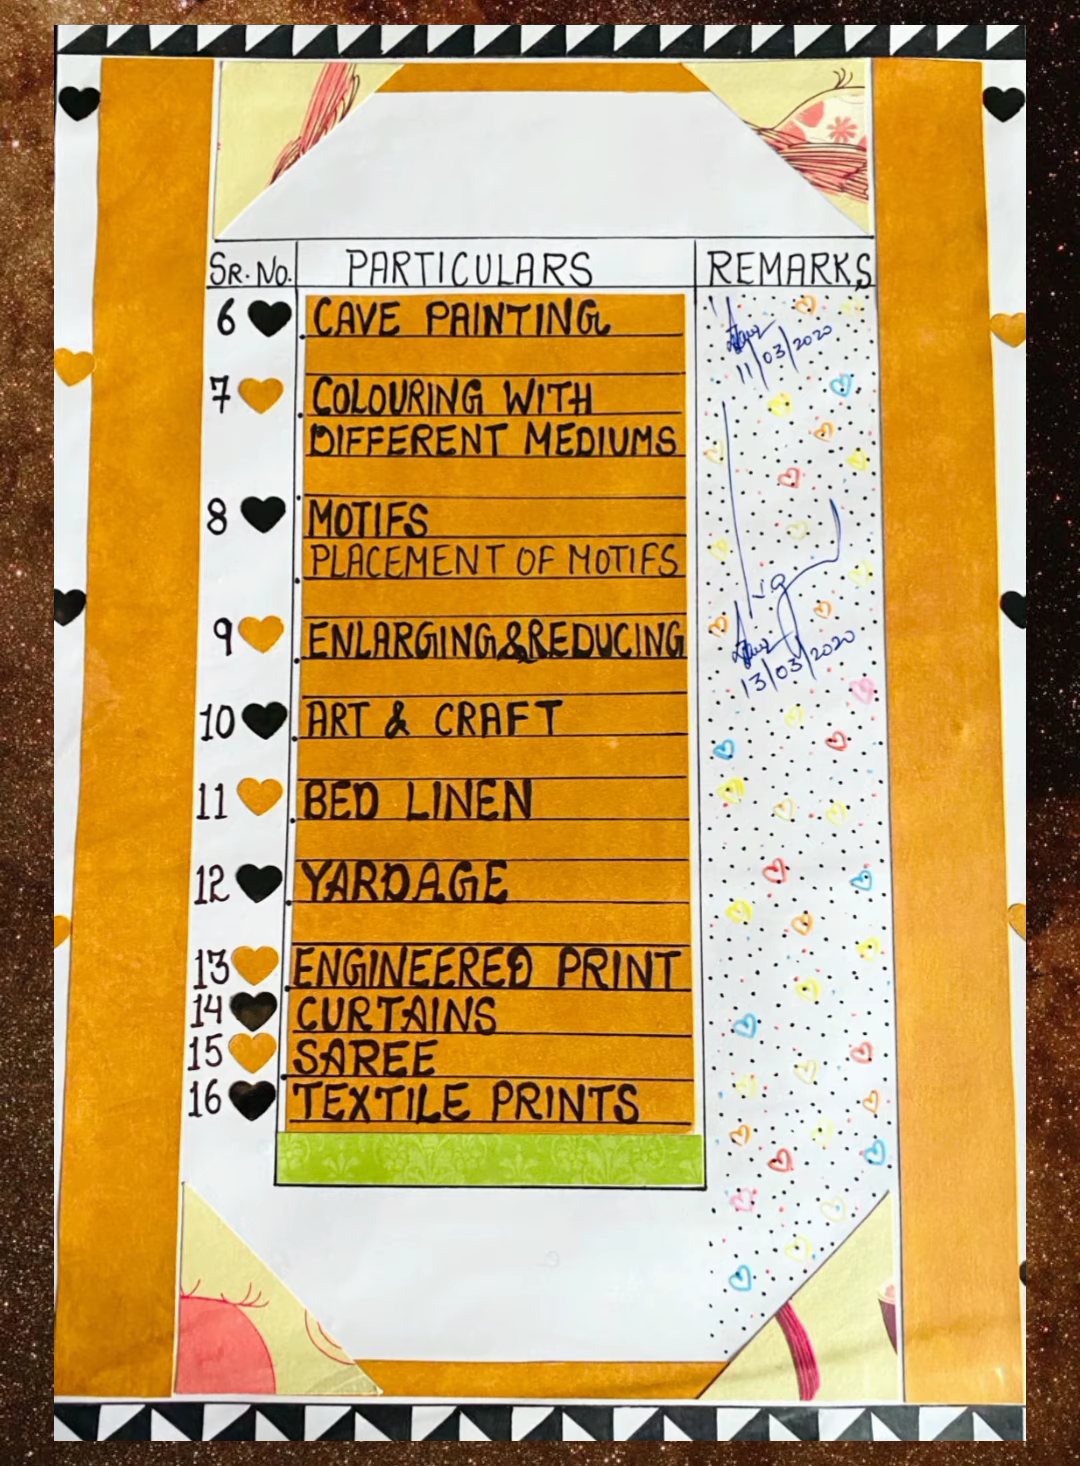 SR. NO. PARTICULARS REMARKS
6 CAVE PAINTING
11/03/2020
7 COLOURING WITH
DIFFERENT MEDIUMS
8 MOTIFS
PLACEMENT OF MOTIFS
9 ENLARGING & REDUCING
13/03/2020
10 ART & CRAFT
11 BED LINEN
12 YARDAGE
13 ENGINEERED PRINT
14 CURTAINS
15 SAREE
16 TEXTILE PRINTS